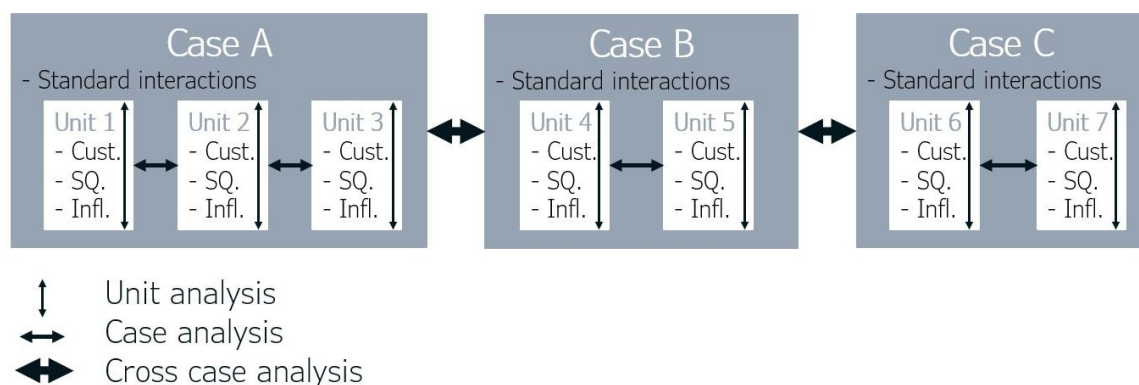 Case A
- Standard interactions
Unit 1
- Cust.
- SQ.
- Infl.
Unit 2
- Cust.
- SQ.
- Infl.
Unit 3
- Cust.
- SQ.
- Infl.
Case B
- Standard interactions
Unit 4
- Cust.
- SQ.
- Infl.
Unit 5
- Cust.
- SQ.
- Infl.
Case C
- Standard interactions
Unit 6
- Cust.
- SQ.
- Infl.
Unit 7
- Cust.
- SQ.
- Infl.
Unit analysis
Case analysis
Cross case analysis